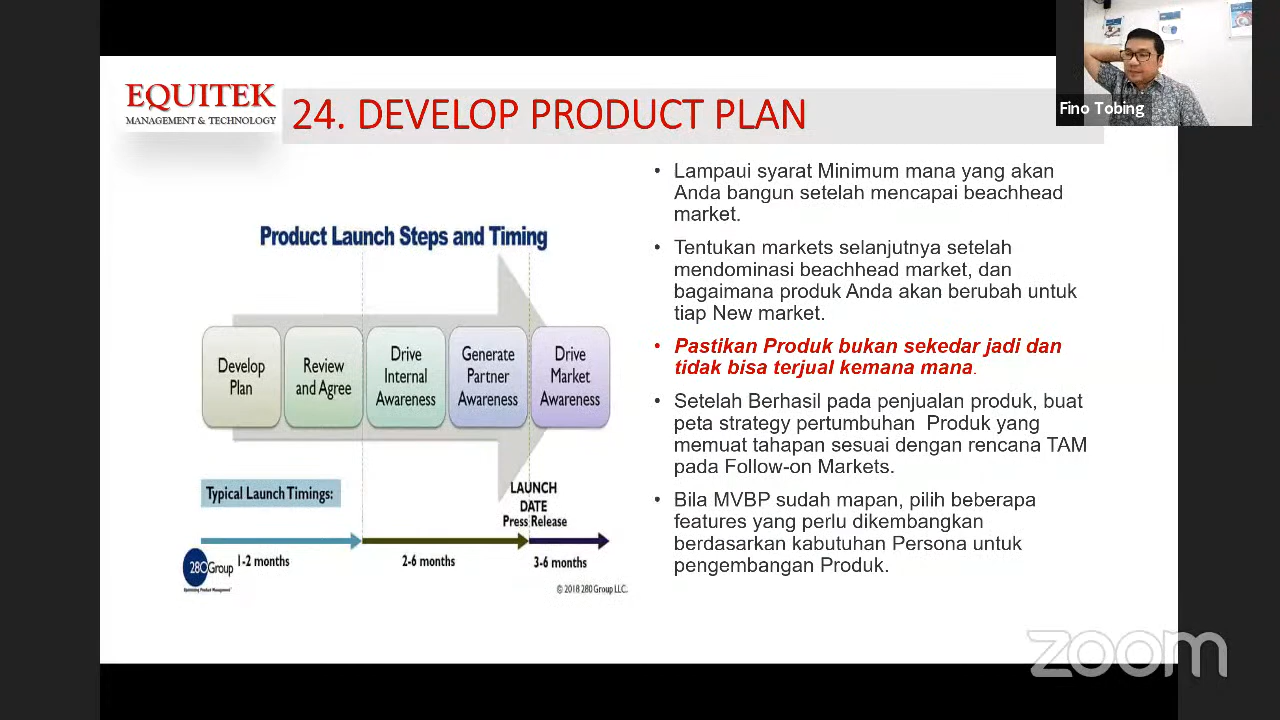 EQUITEK
MANAGEMENT & TECHNOLOGY
24. DEVELOP PRODUCT PLAN
Fino Tobing
Product Launch Steps and Timing
Develop
Plan
Review
and Agree
Drive
Internal
Awareness
Generate
Partner
Awareness
Drive
Market
Awareness
Typical Launch Timings:
LAUNCH
DATE
Press Release
1-2 months
2-6 months
3-6 months
280 Group
Optimizing Product Management™
© 2018 280 Group LLC.
• Lampaui syarat Minimum mana yang akan
Anda bangun setelah mencapai beachhead
market.
• Tentukan markets selanjutnya setelah
mendominasi beachhead market, dan
bagaimana produk Anda akan berubah untuk
tiap New market.
• Pastikan Produk bukan sekedar jadi dan
tidak bisa terjual kemana mana.
• Setelah Berhasil pada penjualan produk, buat
peta strategy pertumbuhan Produk yang
memuat tahapan sesuai dengan rencana TAM
pada Follow-on Markets.
• Bila MVBP sudah mapan, pilih beberapa
features yang perlu dikembangkan
berdasarkan kabutuhan Persona untuk
pengembangan Produk.
zoom